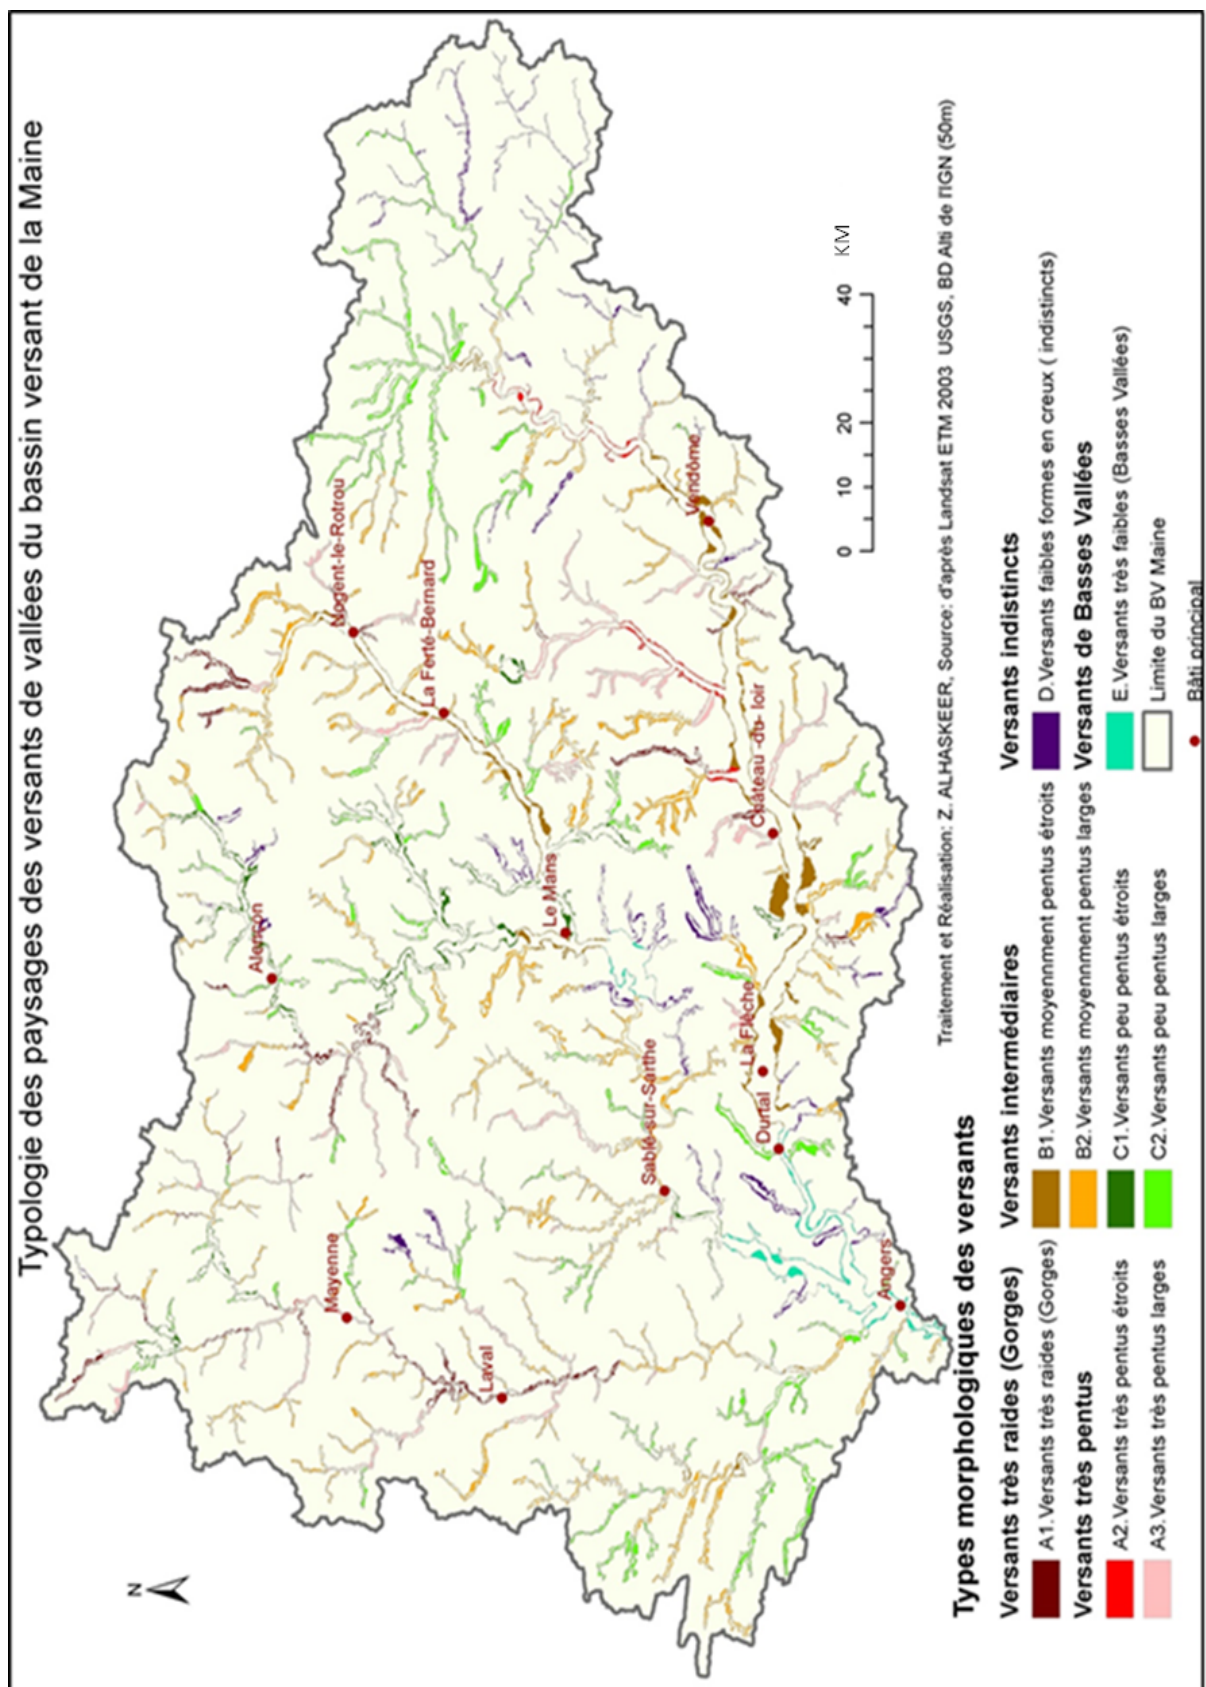 Typologie des paysages des versants de vallées du bassin versant de la Maine
N
Nogent-le-Rotrou
La Ferté-Bernard
Alençon
Mayenne
Le Mans
Laval
Sablé-sur-Sarthe
Vendôme
Château -du- loir
La Flèche
Durtal
Angers
0 10 20 40
KM
Traitement et Réalisation: Z. ALHASKEER, Source: d'après Landsat ETM 2003 USGS, BD Alti de l'IGN (50m)
Types morphologiques des versants
Versants très raides (Gorges)
A1.Versants très raides (Gorges)
Versants très pentus
A2.Versants très pentus étroits
A3.Versants très pentus larges
Versants intermédiaires
B1.Versants moyennment pentus étroits
B2.Versants moyennment pentus larges
C1.Versants peu pentus étroits
C2.Versants peu pentus larges
Versants indistincts
D.Versants faibles formes en creux ( indistincts)
Versants de Basses Vallées
E.Versants très faibles (Basses Vallées)
Limite du BV Maine
Bâti principal